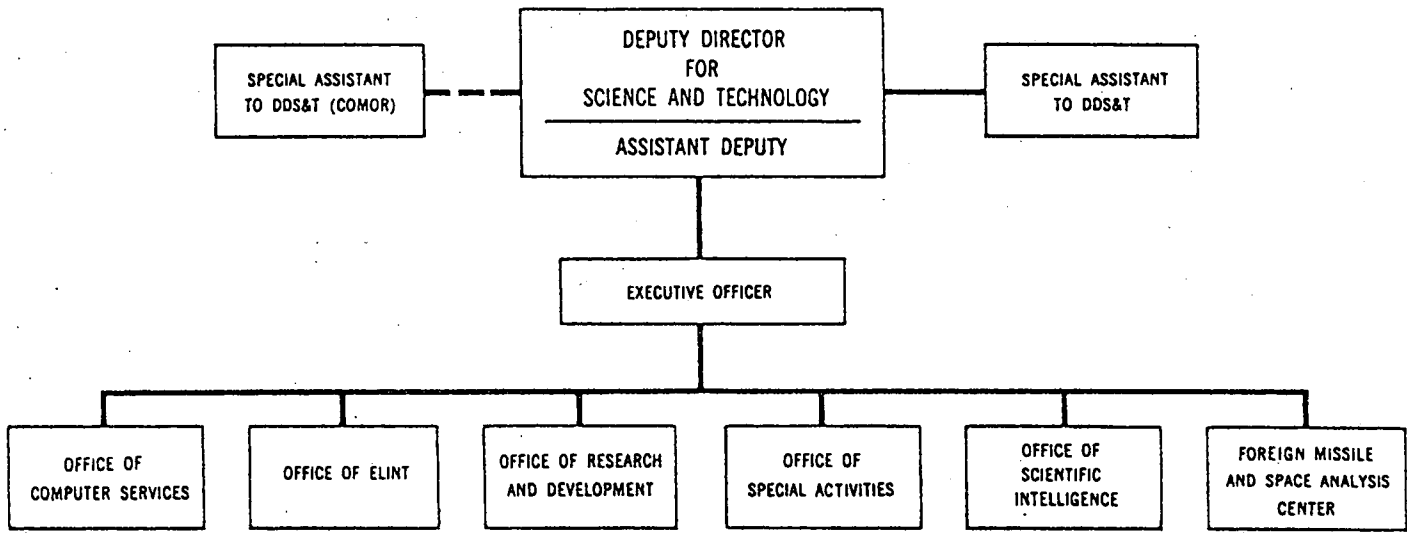 DEPUTY DIRECTOR
FOR
SCIENCE AND TECHNOLOGY
ASSISTANT DEPUTY
SPECIAL ASSISTANT
TO DDS&T (COMOR)
SPECIAL ASSISTANT
TO DDS&T
EXECUTIVE OFFICER
OFFICE OF
COMPUTER SERVICES
OFFICE OF ELINT
OFFICE OF RESEARCH
AND DEVELOPMENT
OFFICE OF
SPECIAL ACTIVITIES
OFFICE OF
SCIENTIFIC
INTELLIGENCE
FOREIGN MISSILE
AND SPACE ANALYSIS
CENTER